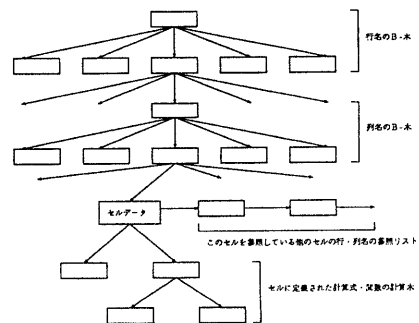 行名のB-木
列名のB-木
セルデータ
このセルを参照している他のセルの行・列名の参照リスト
セルに定義された計算式・関数の計算木